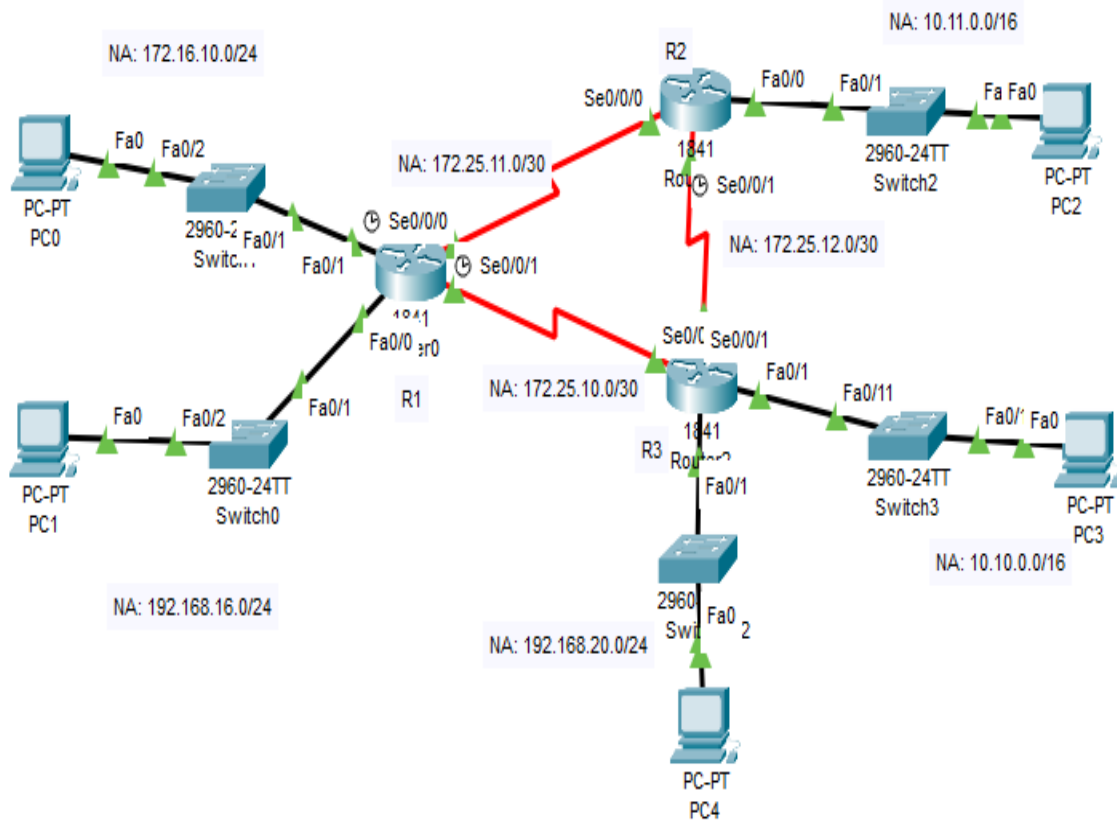 NA: 172.16.10.0/24
NA: 10.11.0.0/16
R2
Fa0/0
Fa0/1
Fa0
Se0/0/0
1841
Se0/0/1
2960-24TT
Switch2
PC-PT
PC2
Fa0
Fa0/2
PC-PT
PC0
Fa0/1
NA: 172.25.11.0/30
Se0/0/0
Fa0/1
Se0/0/1
Fa0/0
R1
NA: 172.25.12.0/30
NA: 172.25.10.0/30
Se0/0/1
Fa0/1
Fa0/11
Fa0
1841
R3
Fa0/1
2960-24TT
Switch3
PC-PT
PC3
NA: 10.10.0.0/16
Fa0
Fa0/2
Fa0/1
PC-PT
PC1
2960-24TT
Switch0
NA: 192.168.16.0/24
2960
Fa0
NA: 192.168.20.0/24
PC-PT
PC4